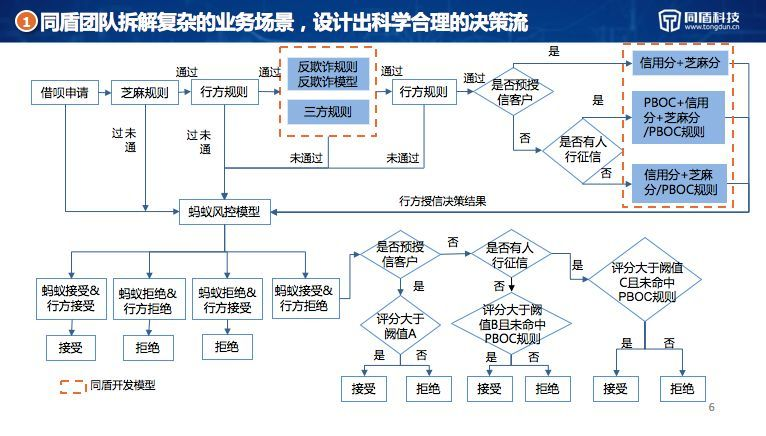 1 同盾团队拆解复杂的业务场景，设计出科学合理的决策流
同盾科技
www.tongdun.cn
借呗申请
芝麻规则
通过
行方规则
通过
反欺诈规则
反欺诈模型
三方规则
行方规则
通过
是否预授
信客户
是
信用分+芝麻分
否
是否有人
行征信
是
PBOC+信用
分+芝麻分
/PBOC规则
否
信用分+芝麻
分/PBOC规则
过未
通
过未
通
未通过
未通过
行方授信决策结果
蚂蚁风控模型
蚂蚁接受&
行方接受
蚂蚁拒绝&
行方拒绝
蚂蚁拒绝&
行方接受
蚂蚁接受&
行方拒绝
接受
拒绝
拒绝
是否预授
信客户
否
是否有人
行征信
是
评分大于阙值
C且未命中
PBOC规则
是
否
评分大于
阙值A
评分大于阙
值B且未命中
PBOC规则
是
否
是
否
是
否
接受
拒绝
接受
拒绝
接受
拒绝
同盾开发模型
6